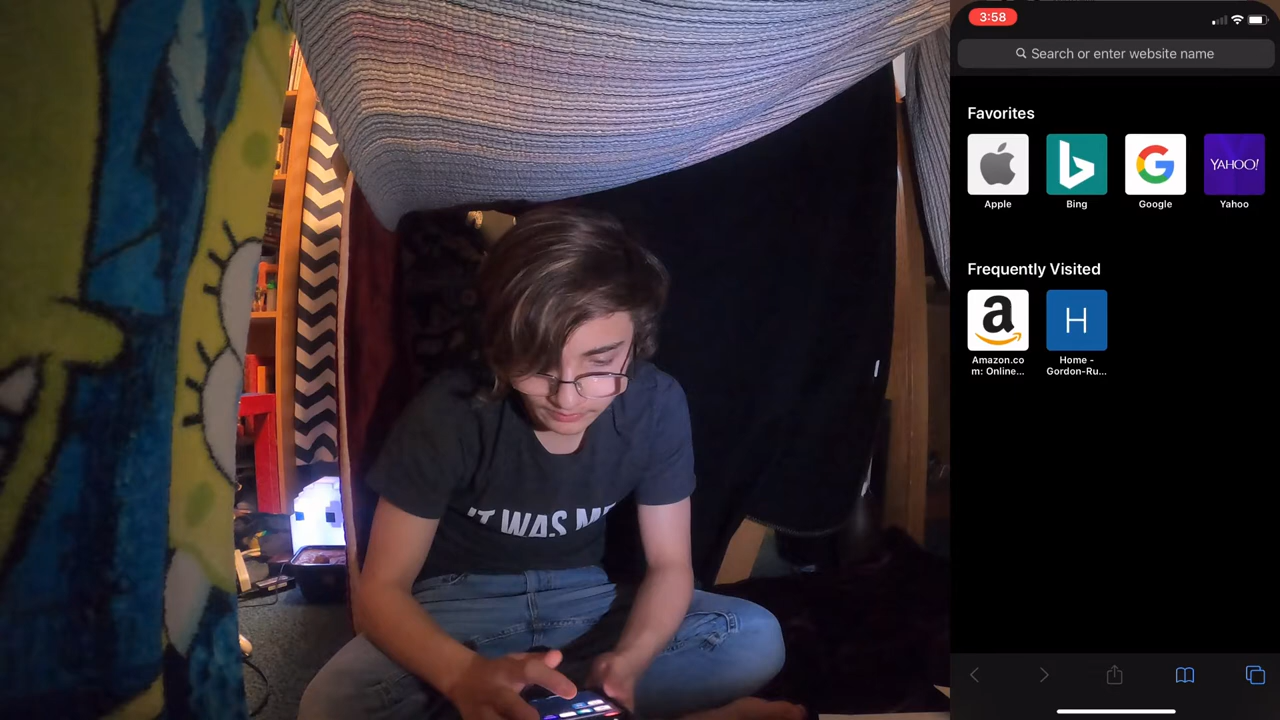 3:58
Search or enter website name
Favorites
YAHOO!
Apple
Bing
Google
Yahoo
Frequently Visited
a
H
Amazon.co
m: Online...
Home -
Gordon-Ru...
IT WAS ME